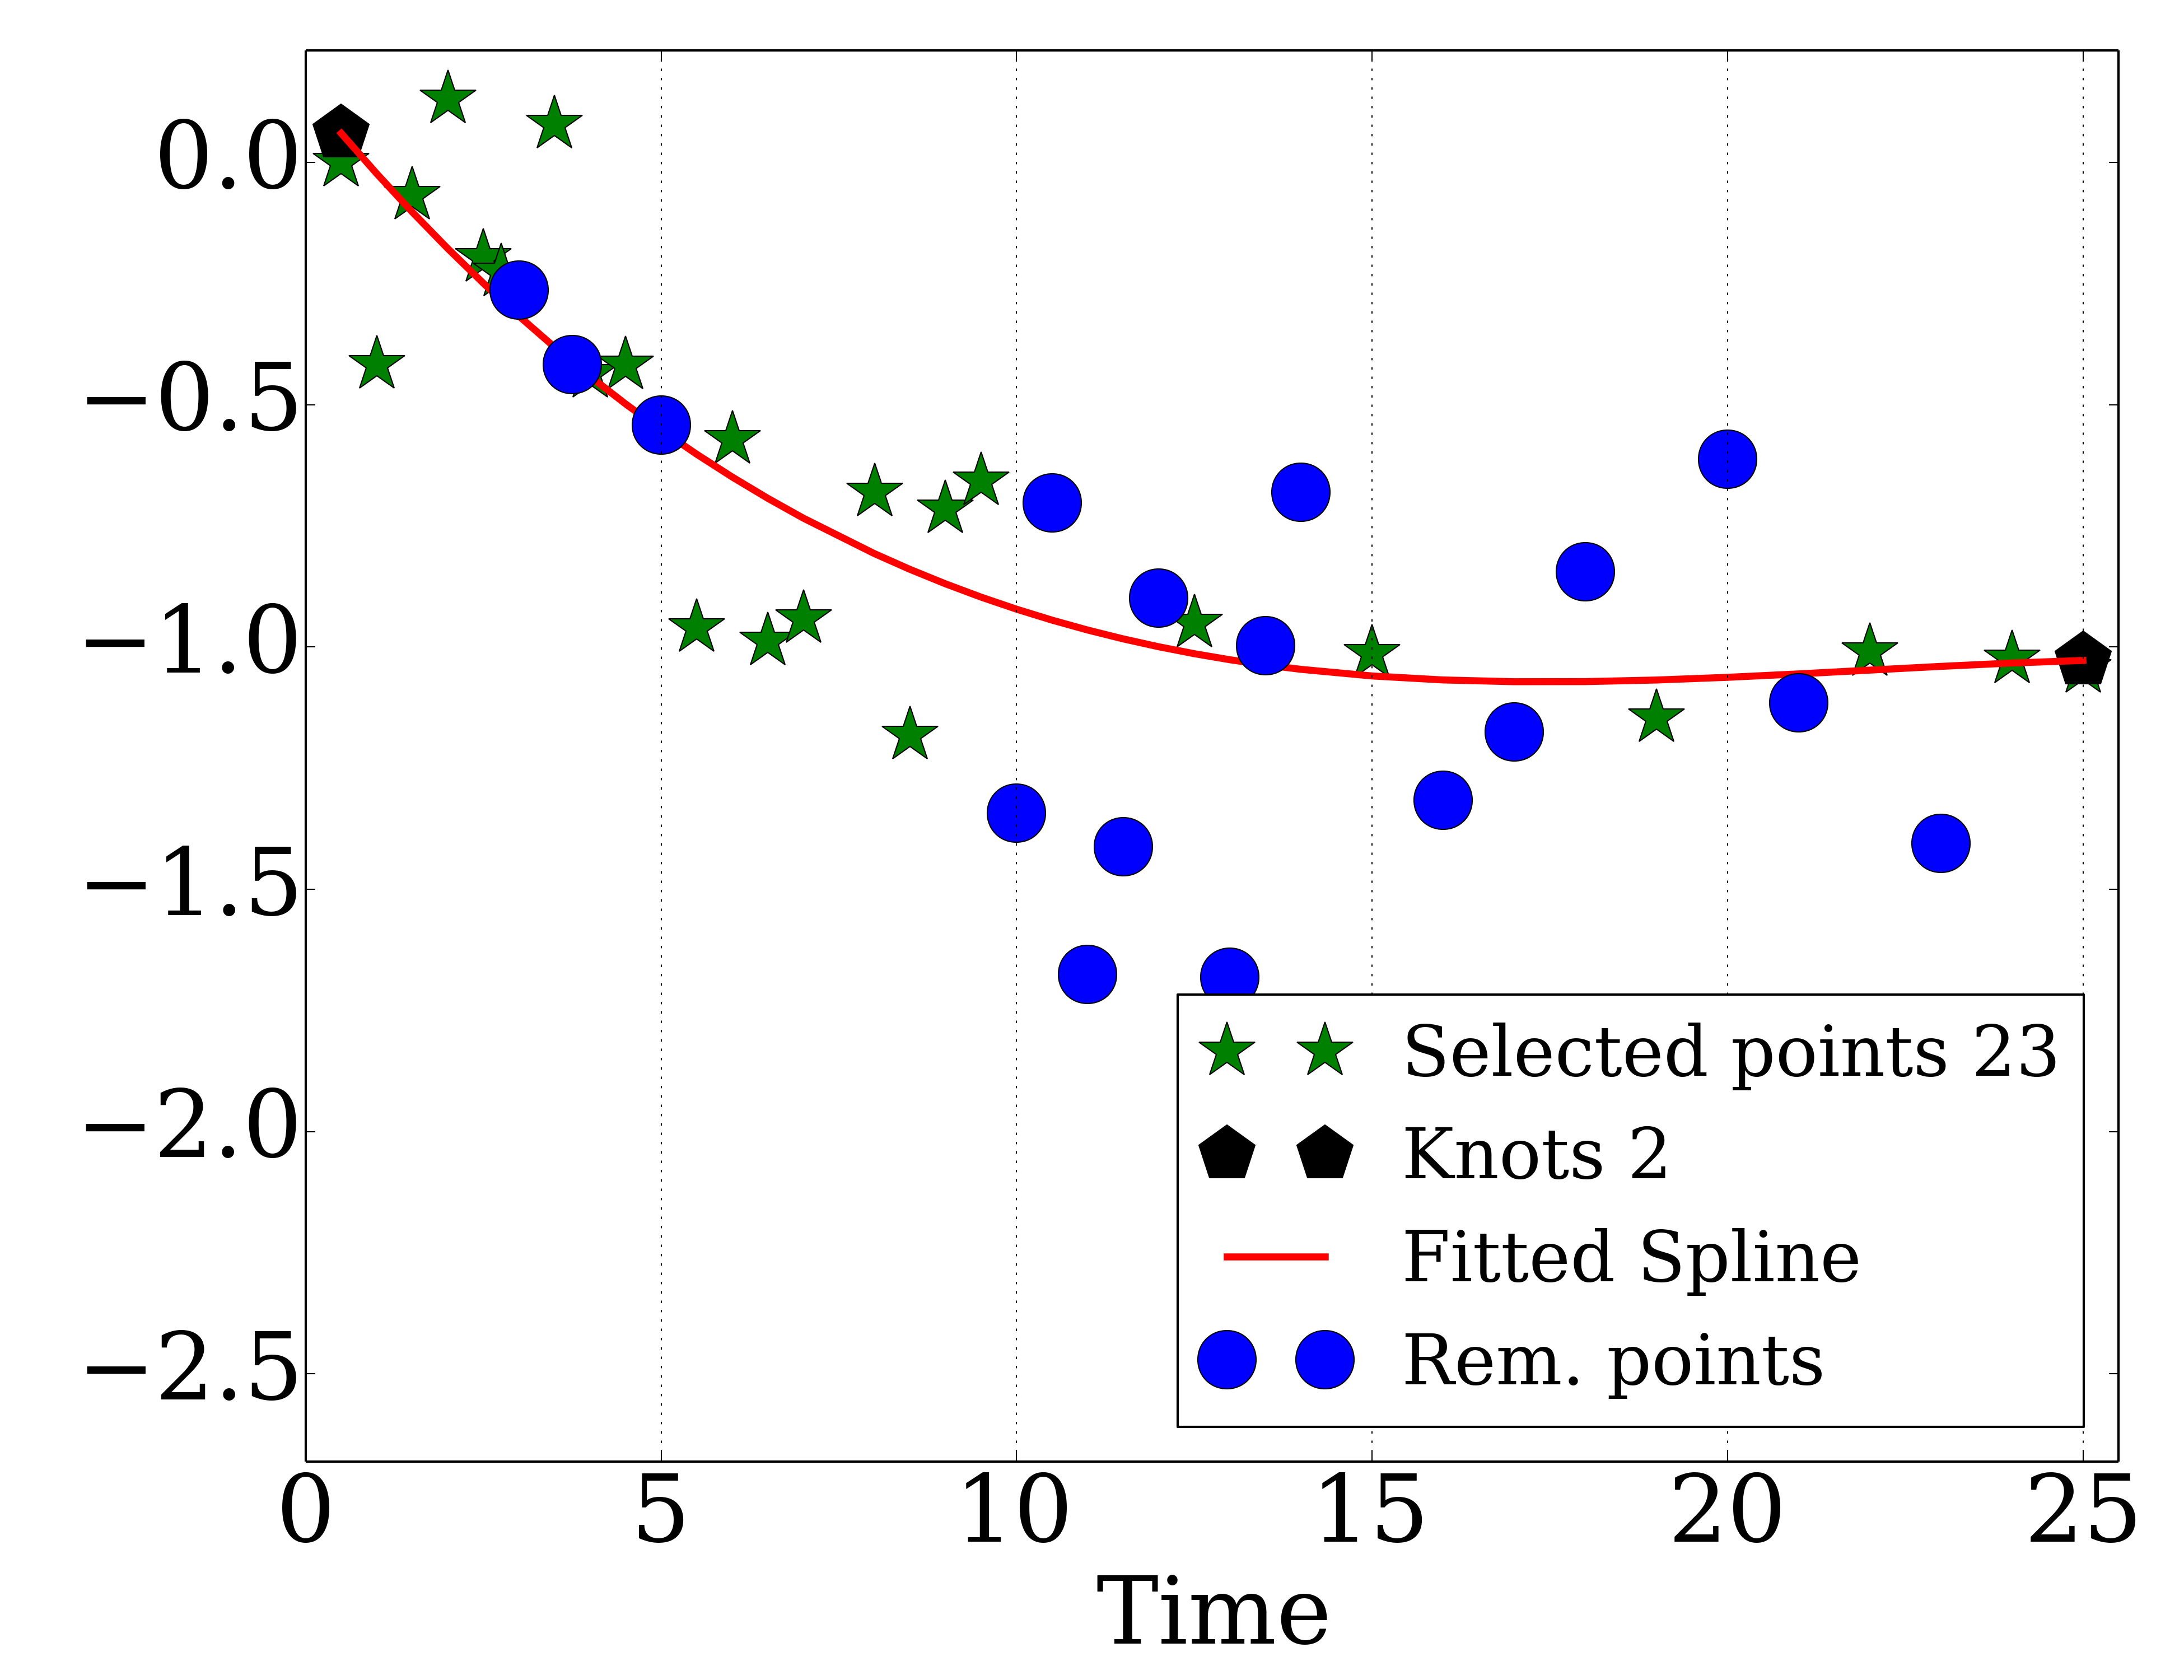 0.0
−0.5
−1.0
−1.5
−2.0
−2.5
Selected points 23
Knots 2
Fitted Spline
Rem. points
0 5 10 15 20 25
Time